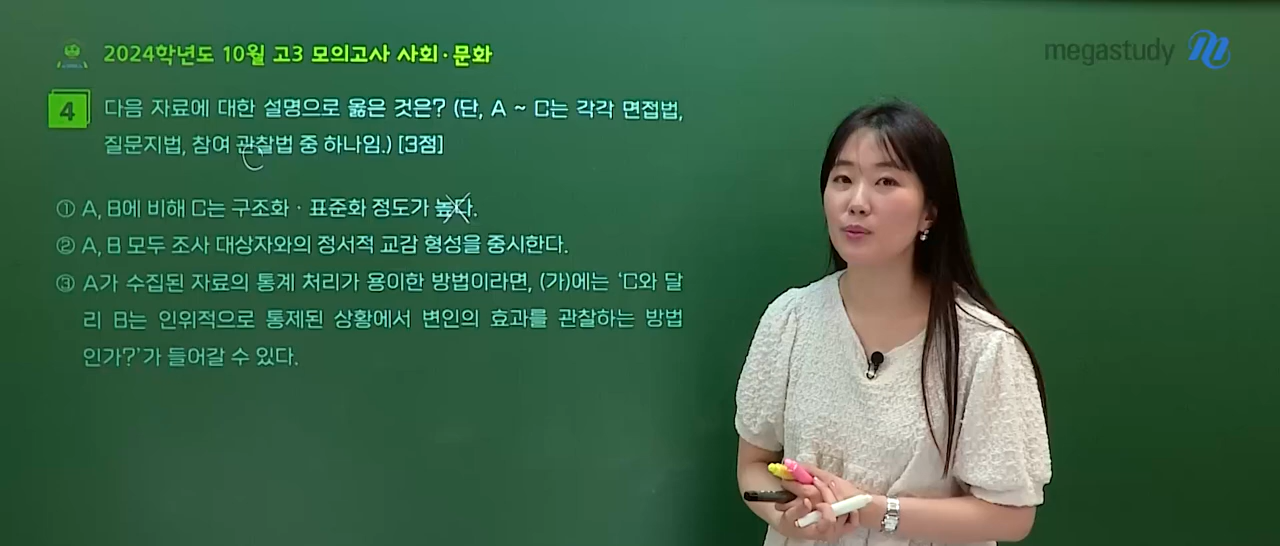 2024학년도 10월 고3 모의고사 사회·문화
megastudy
4 다음 자료에 대한 설명으로 옳은 것은? (단, A ~ C는 각각 면접법,
질문지법, 참여 관찰법 중 하나임.) [3점]
C
① A, B에 비해 C는 구조화·표준화 정도가 높다.
② A, B 모두 조사 대상자와의 정서적 교감 형성을 중시한다.
③ A가 수집된 자료의 통계 처리가 용이한 방법이라면, (가)에는 'C와 달
리 B는 인위적으로 통제된 상황에서 변인의 효과를 관찰하는 방법
인가?'가 들어갈 수 있다.